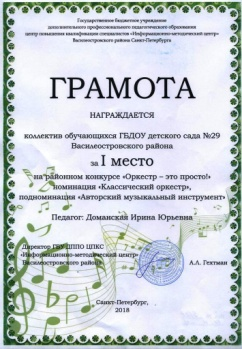 Государственное бюджетное учреждение
дополнительного профессионального педагогического образования
центр повышения квалификации специалистов «Информационно-методический центр»
Василеостровского района Санкт-Петербурга
ГРАМОТА
НАГРАЖДАЕТСЯ
коллектив обучающихся ГБДОУ детского сада №29
Василеостровского района
за I место
на районном конкурсе «Оркестр – это просто!»
номинация «Классический оркестр»,
подноминация «Авторский музыкальный инструмент»
Педагог: Доманская Ирина Юрьевна
Директор ГБУ ДППО ЦПКС
«Информационно-методический центр»
Василеостровского района
А.А. Гехтман
Санкт-Петербург,
2018